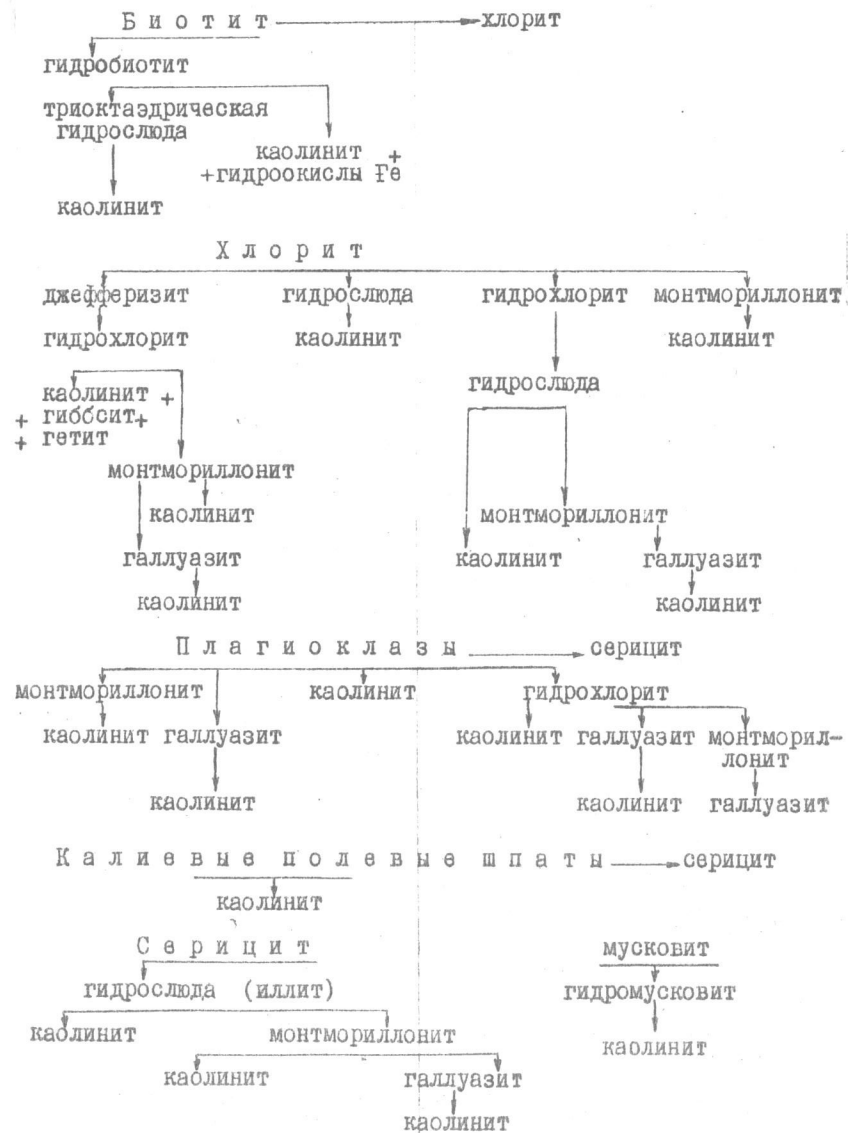 Биотит хлорит
гидробиотит
триоктаэдрическая
гидрослюда
каолинит +
+гидроокислы Fe
каолинит
Хлорит
джефферизит гидрослюда гидрохлорит монтмориллонит
гидрохлорит каолинит каолинит
гидрослюда
каолинит +
+ гиббсит+
+ гетит
монтмориллонит
каолинит монтмориллонит
галлуазит каолинит галлуазит
каолинит каолинит
Плагиоклазы серицит
монтмориллонит каолинит гидрохлорит
каолинит галлуазит каолинит галлуазит монтморил-
лонит
каолинит каолинит галлуазит
Калиевые полевые шпаты серицит
каолинит
Серицит мусковит
гидрослюда (иллит) гидромусковит
каолинит монтмориллонит
каолинит
каолинит галлуазит
каолинит